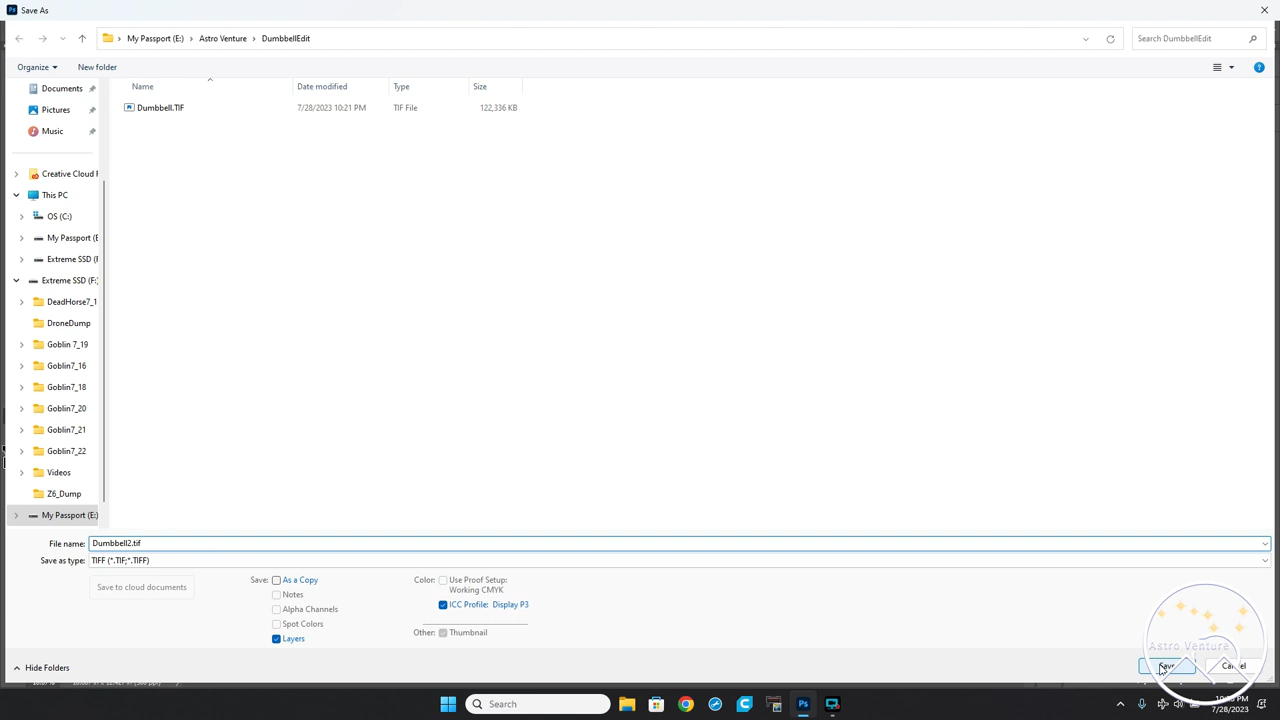 Save As
My Passport (E:) Astro Venture DumbbellEdit
Search DumbbellEdit
Organize New folder
Name Date modified Type Size
Dumbbell.TIF 7/28/2023 10:21 PM TIF File 122,336 KB
Documents
Pictures
Music
Creative Cloud F
This PC
OS (C:)
My Passport (E
Extreme SSD (F
Extreme SSD (F:)
DeadHorse7_1
DroneDump
Goblin 7_19
Goblin7_16
Goblin7_18
Goblin7_20
Goblin7_21
Goblin7_22
Videos
Z6_Dump
My Passport (E:)
File name: Dumbbell2.tif
Save as type: TIFF (*.TIF;*.TIFF)
Save to cloud documents
Save: As a Copy
Notes
Alpha Channels
Spot Colors
Layers
Color: Use Proof Setup:
Working CMYK
ICC Profile: Display P3
Other: Thumbnail
Astro Venture
Hide Folders
Save Cancel
Search
7/28/2023